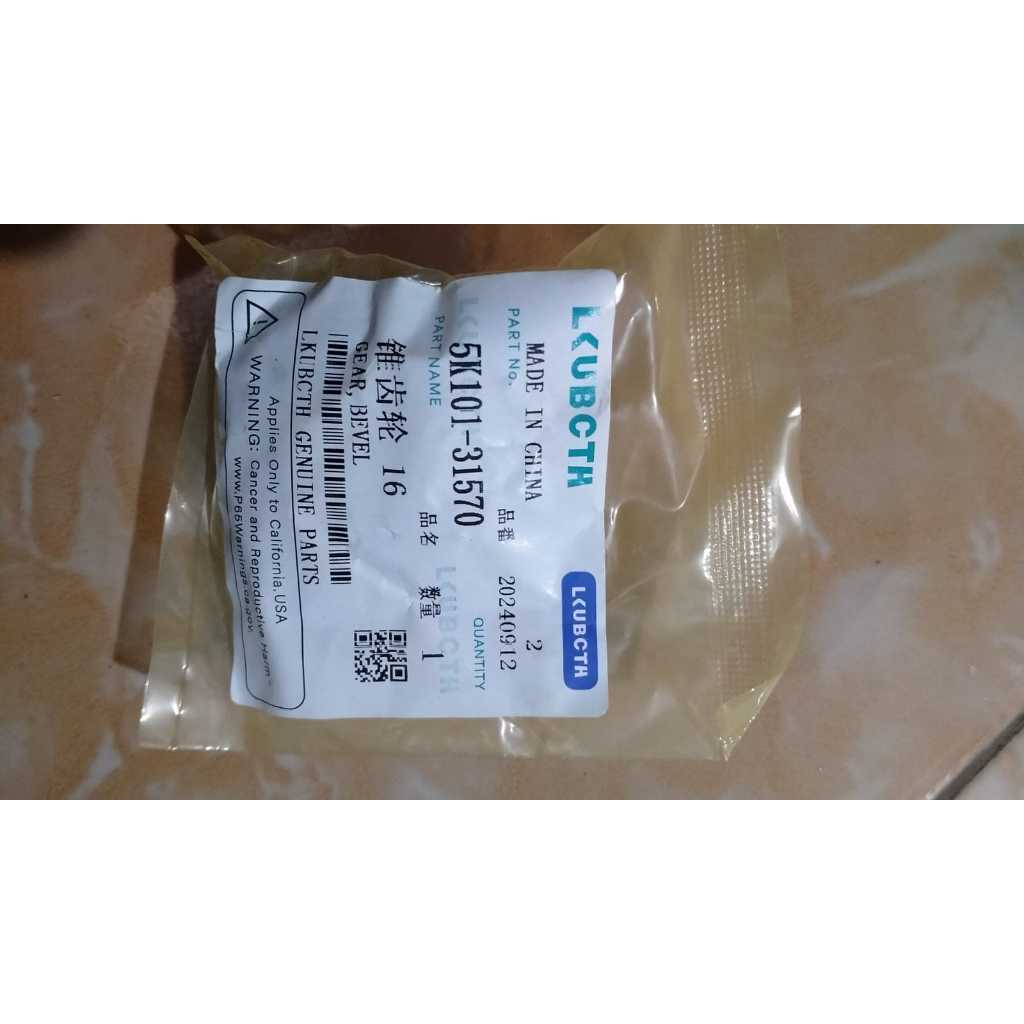 LKUBCTH
LKUBCTH
MADE IN CHINA
2
PART No.
品番
20240912
5K101-31570
QUANTITY
LKUBCTH
PART NAME
品名
数里
1
锥齿轮 16
GEAR, BEVEL
LKUBCTH GENUINE PARTS
Applies Only to California, USA
WARNING: Cancer and Reproductive Harm -
www.P65Warnings.ca.gov.